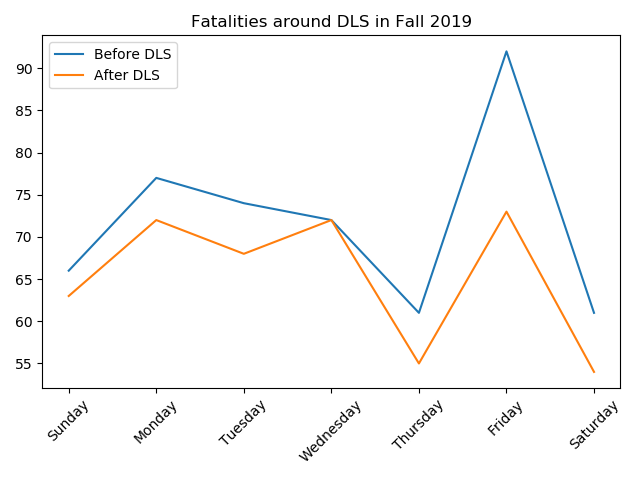 Fatalities around DLS in Fall 2019
Before DLS
After DLS
90
85
80
75
70
65
60
55
Sunday
Monday
Tuesday
Wednesday
Thursday
Friday
Saturday